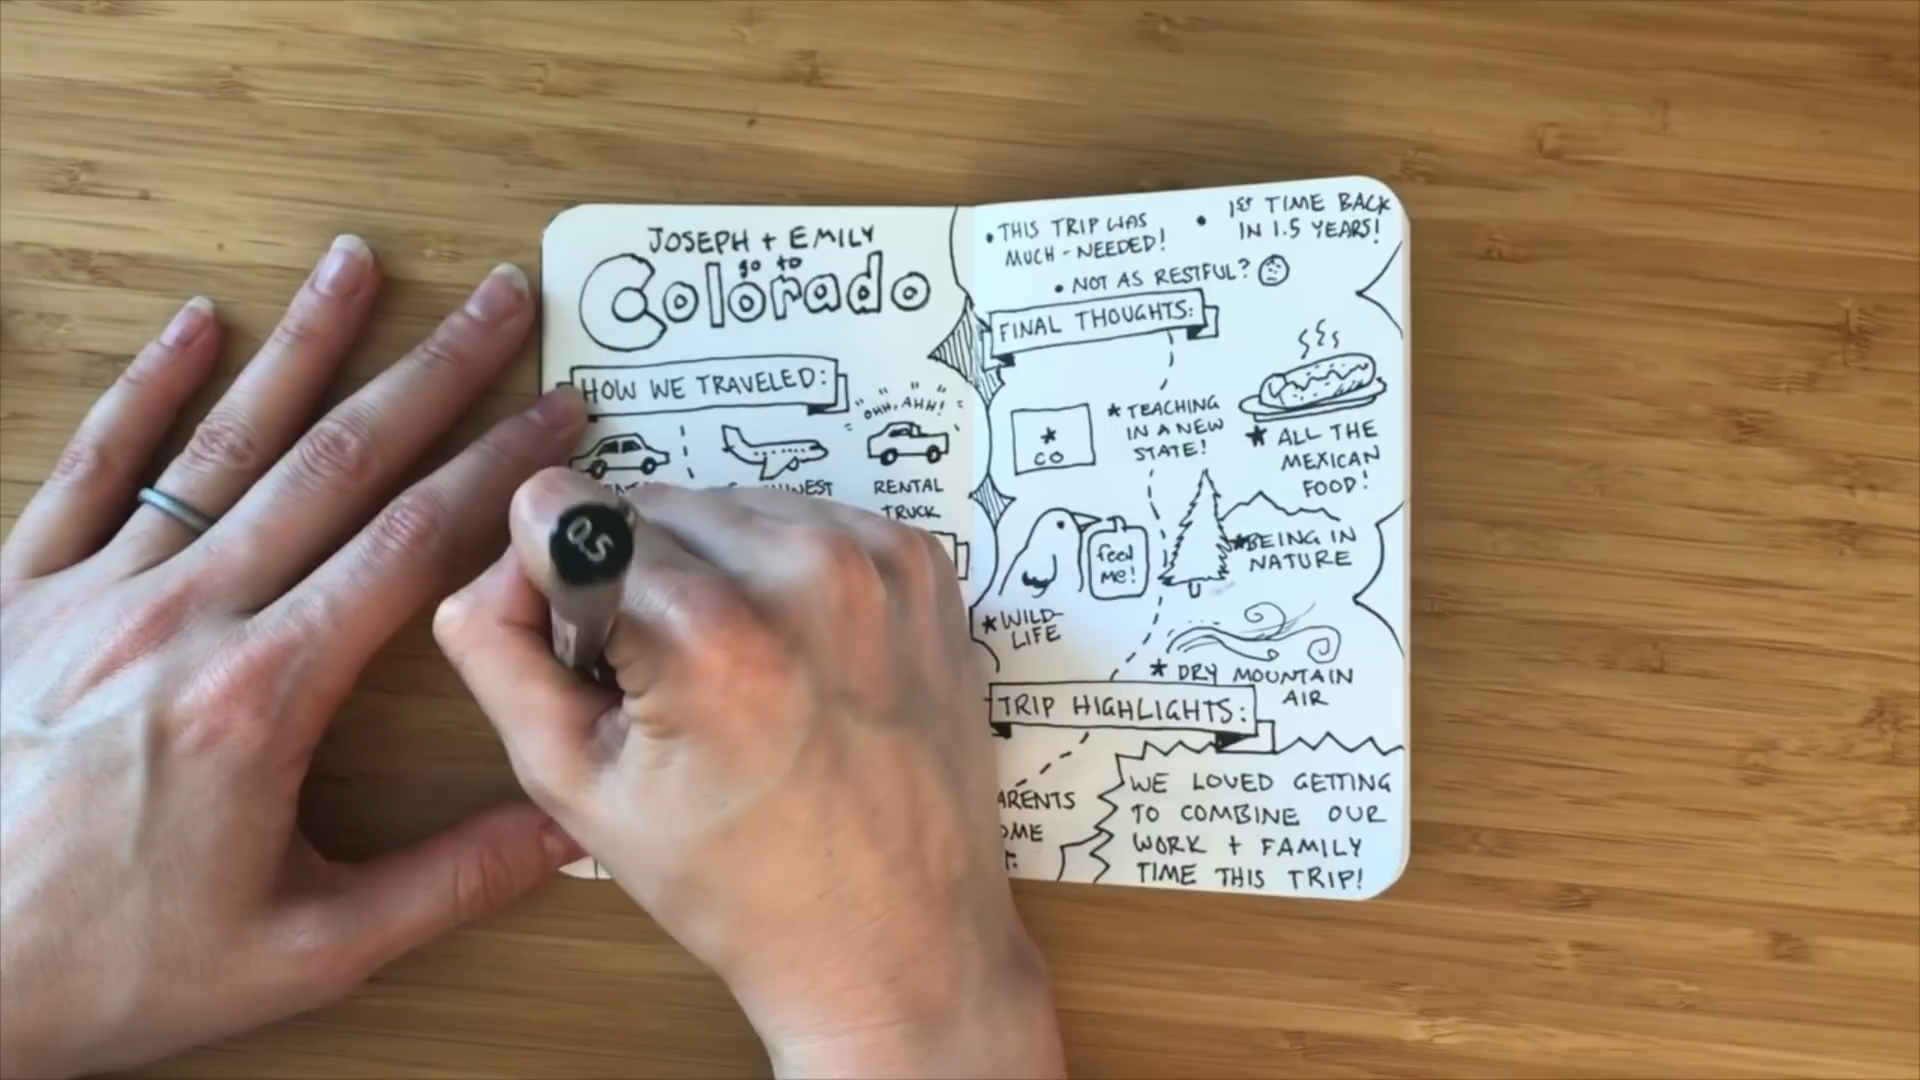 JOSEPH + EMILY
go to
Colorado
HOW WE TRAVELED:
OHH, AHH!
RENTAL
TRUCK
• THIS TRIP WAS
MUCH-NEEDED!
• 1ST TIME BACK
IN 1.5 YEARS!
• NOT AS RESTFUL?
FINAL THOUGHTS:
* CO
* TEACHING
IN A NEW
STATE!
* ALL THE
MEXICAN
FOOD!
feed
me!
* WILD-
LIFE
* BEING IN
NATURE
* DRY MOUNTAIN
AIR
TRIP HIGHLIGHTS:
WE LOVED GETTING
TO COMBINE OUR
WORK + FAMILY
TIME THIS TRIP!
0.5